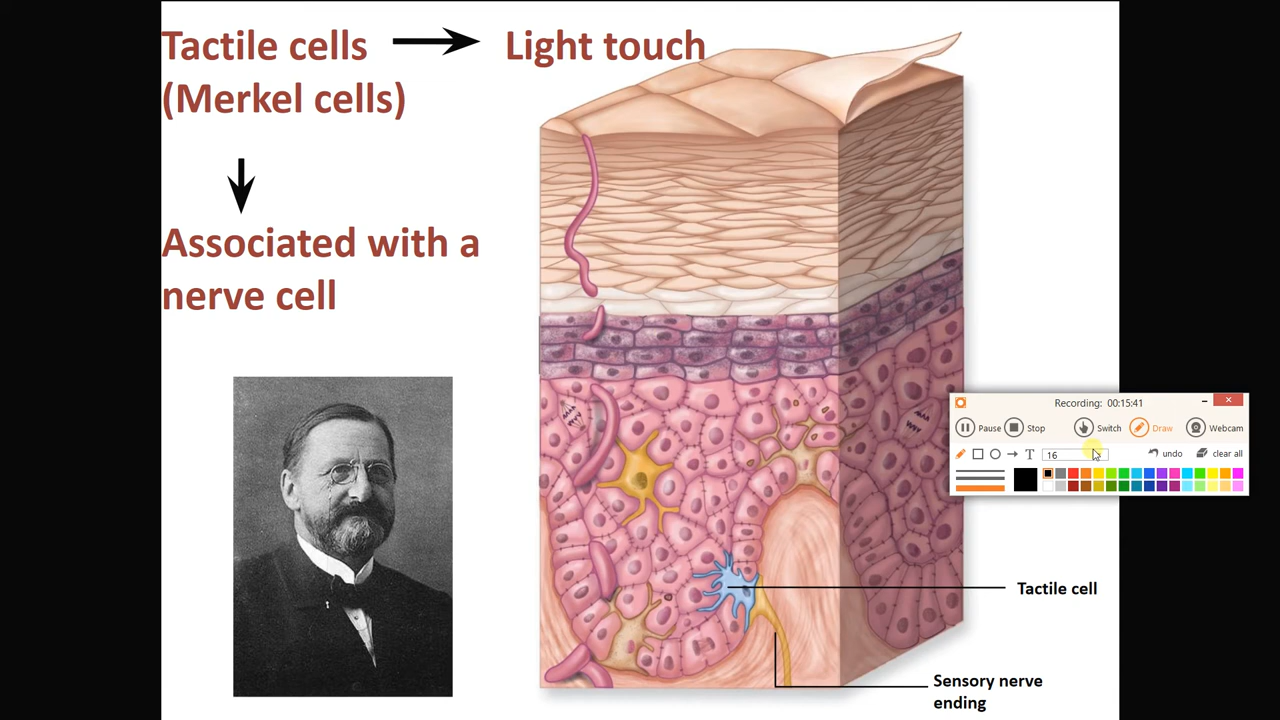 Tactile cells
Light touch
(Merkel cells)
Associated with a
nerve cell
Recording: 00:15:41
Pause
Stop
Switch
Draw
Webcam
T
16
undo
clear all
Tactile cell
Sensory nerve
ending